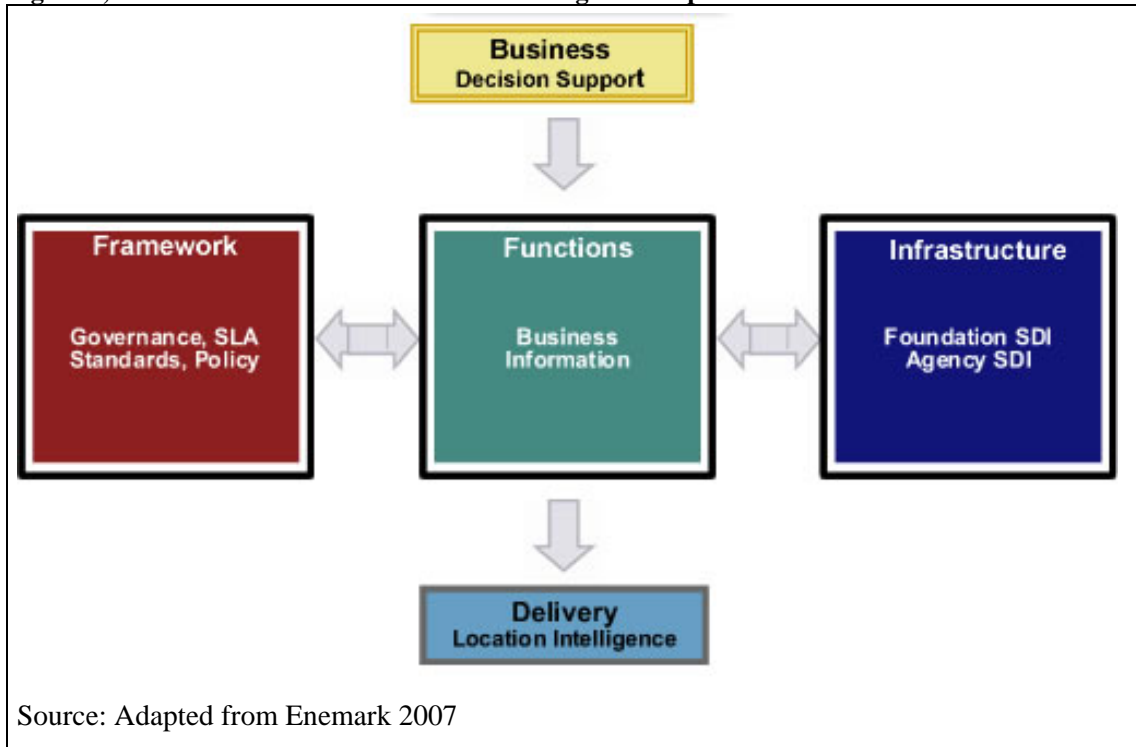 Business
Decision Support
Framework
Governance, SLA
Standards, Policy
Functions
Business
Information
Infrastructure
Foundation SDI
Agency SDI
Delivery
Location Intelligence
Source: Adapted from Enemark 2007